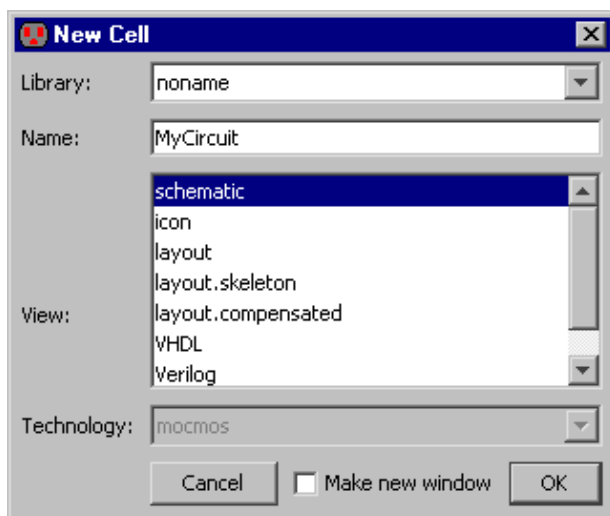 New Cell
Library: noname
Name: MyCircuit
schematic
icon
layout
layout.skeleton
View: layout.compensated
VHDL
Verilog
Technology: mocmos
Cancel Make new window OK